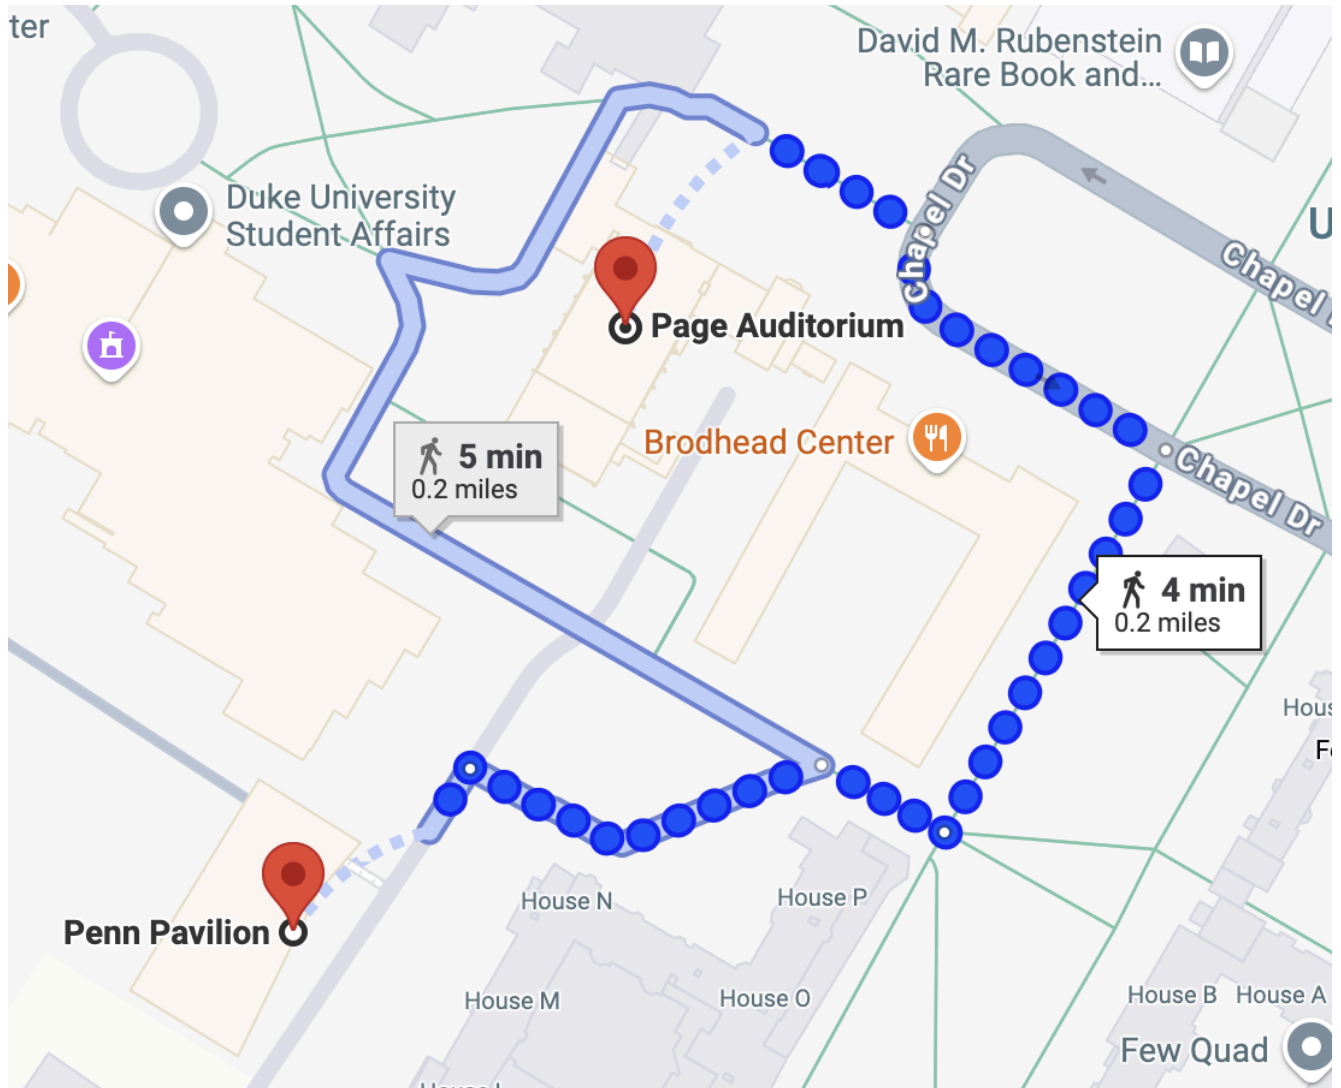 ter
David M. Rubenstein
Rare Book and...
Chapel Dr
Duke University
Student Affairs
Chapel
U
Page Auditorium
Brodhead Center
5 min
0.2 miles
Chapel Dr
4 min
0.2 miles
Hous
Fe
House N
House P
Penn Pavilion
House M
House O
House B
House A
Few Quad